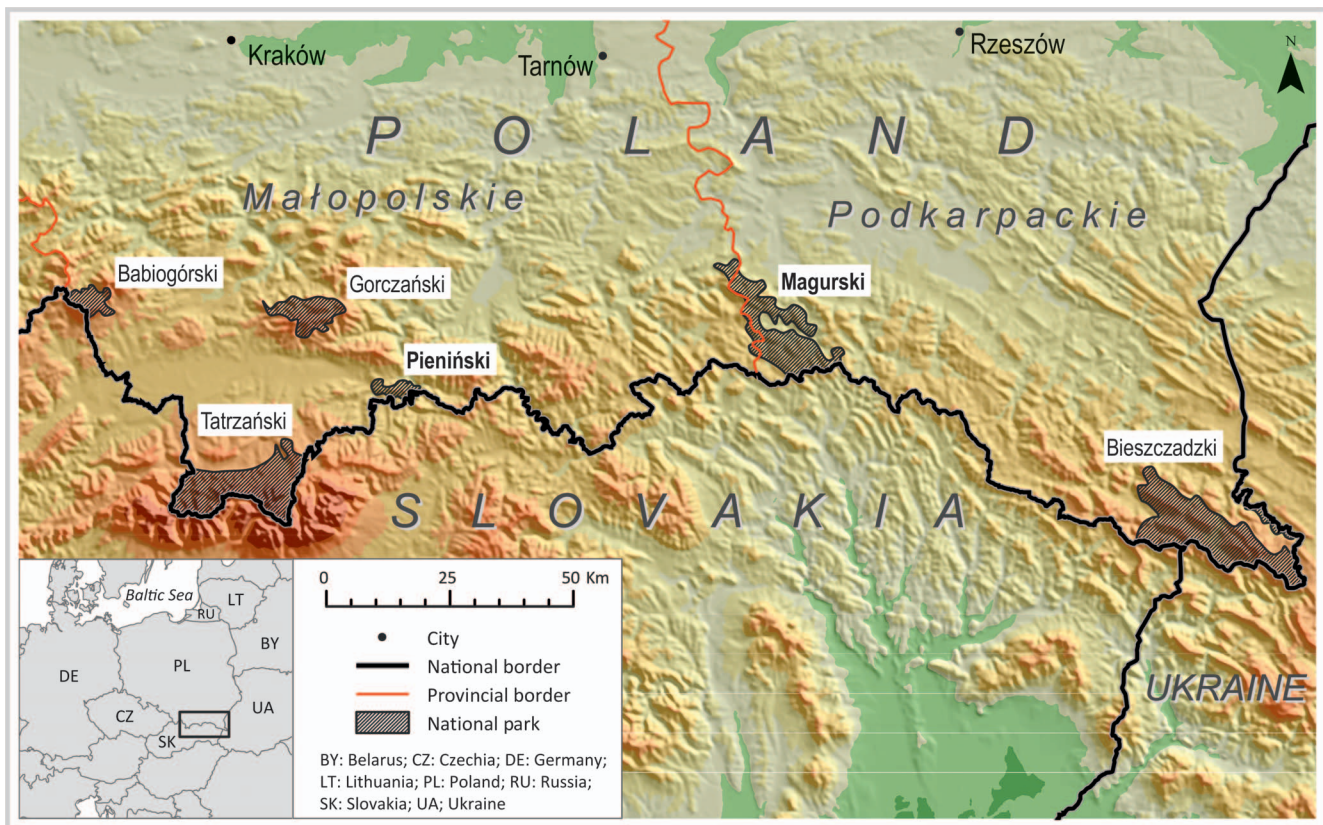 Kraków
Tarnów
Rzeszów
N
POLAND
Małopolskie
Podkarpackie
Babiogórski
Gorczański
Magurski
Pieniński
Tatrzański
Bieszczadzki
SLOVAKIA
UKRAINE
Baltic Sea
LT
RU
BY
DE
PL
UA
CZ
SK
0 25 50 Km
City
National border
Provincial border
National park
BY: Belarus; CZ: Czechia; DE: Germany;
LT: Lithuania; PL: Poland; RU: Russia;
SK: Slovakia; UA; Ukraine